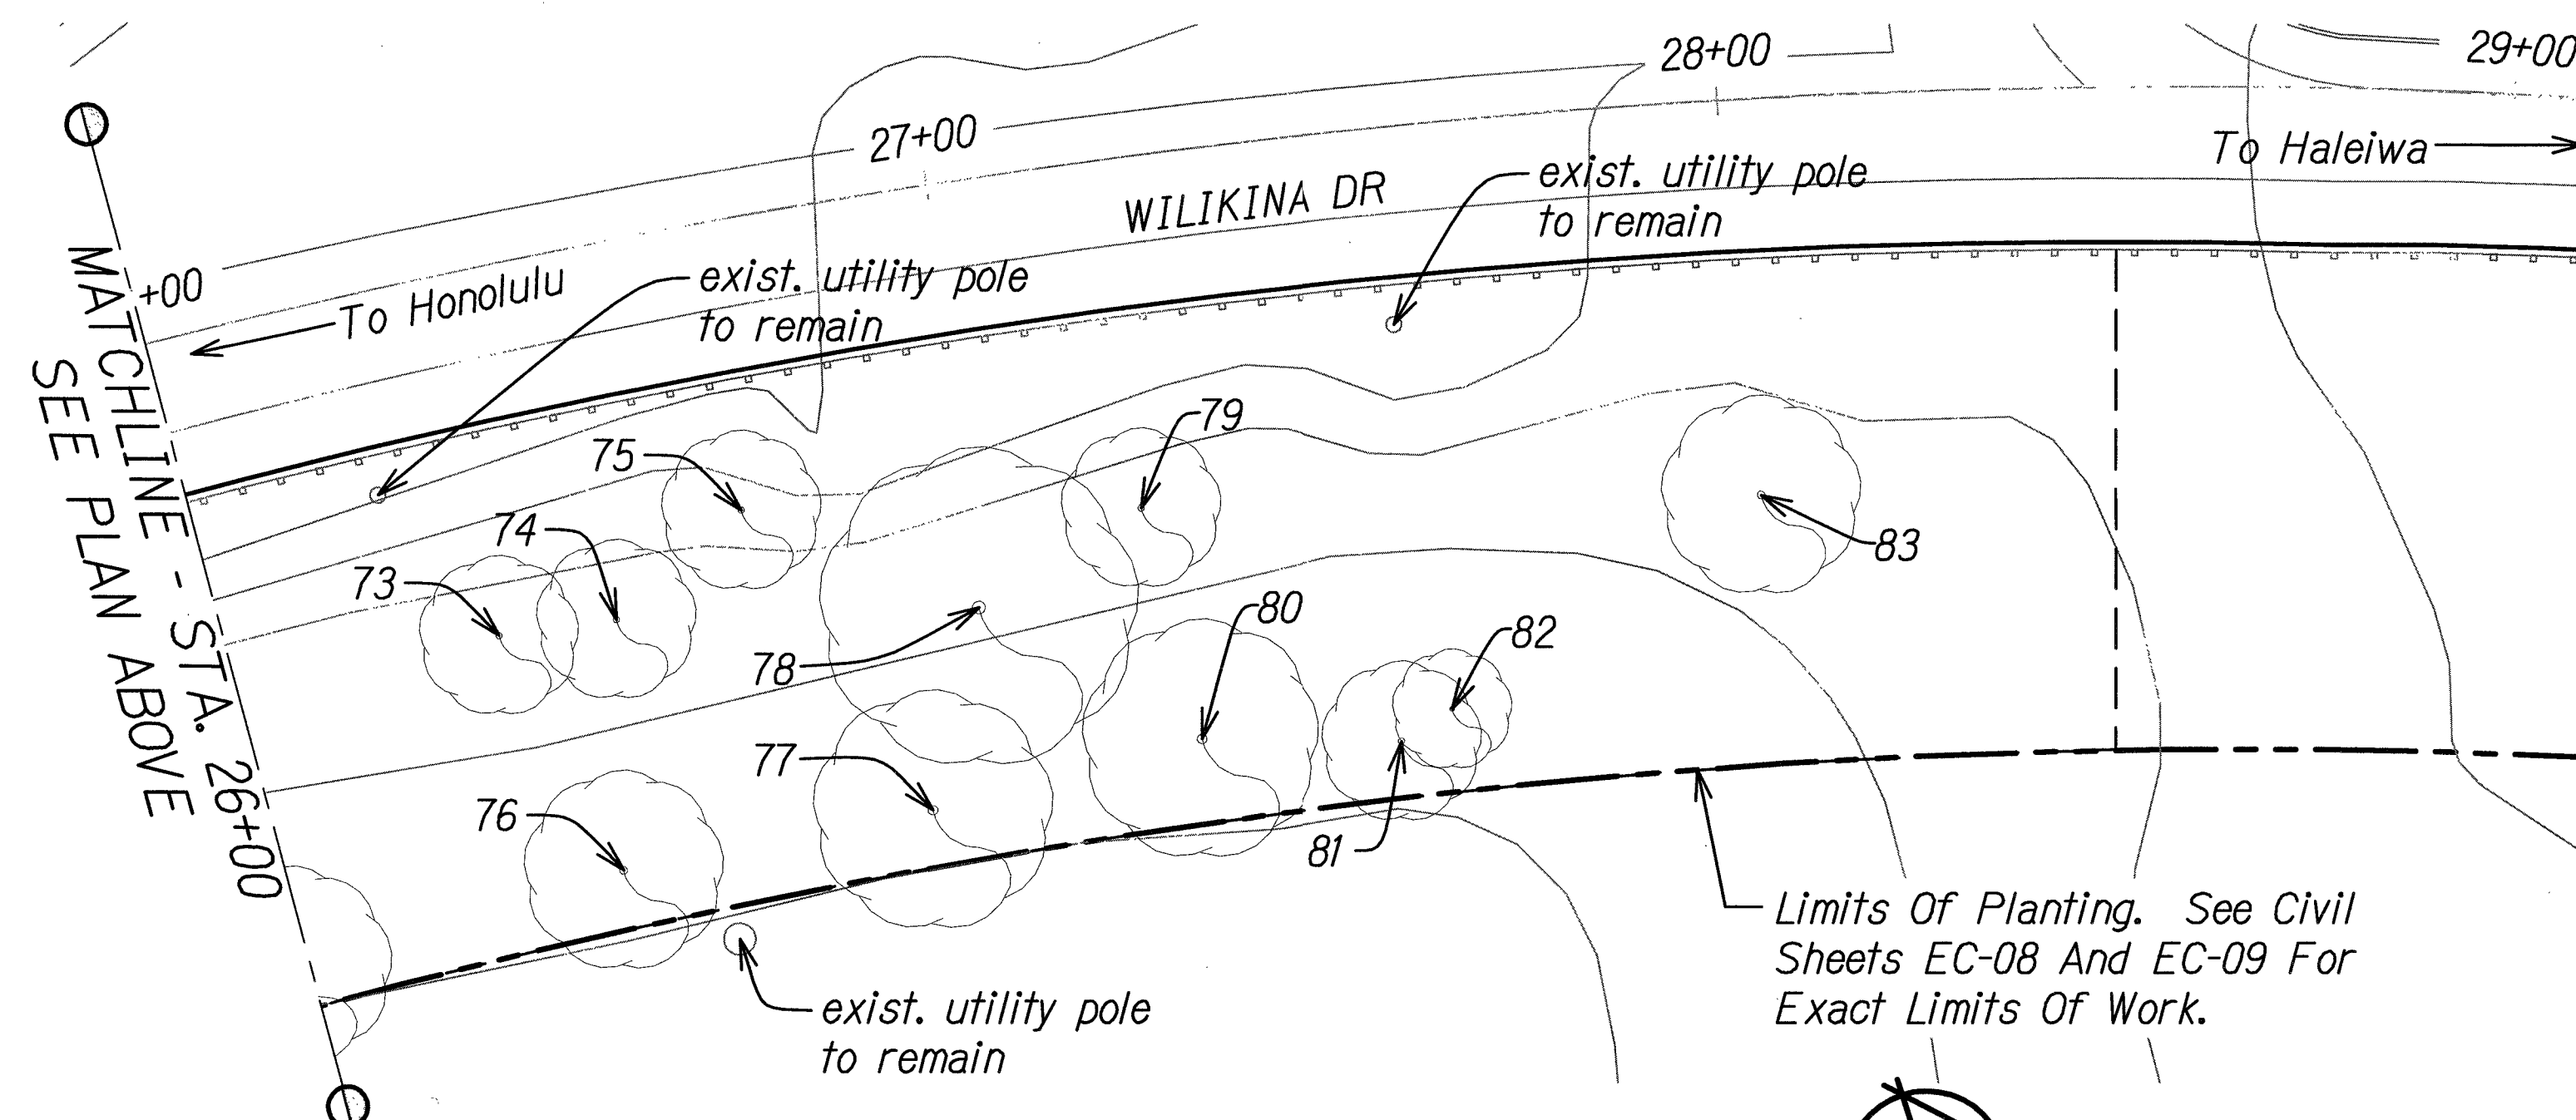 28+00
29+00
27+00
To Haleiwa
exist. utility pole
to remain
WILIKINA DR
+00
To Honolulu
exist. utility pole
to remain
MATCHLINE - STA. 26+00
SEE PLAN ABOVE
79
75
74
83
73
80
82
78
77
76
81
Limits Of Planting. See Civil
Sheets EC-08 And EC-09 For
Exact Limits Of Work.
exist. utility pole
to remain